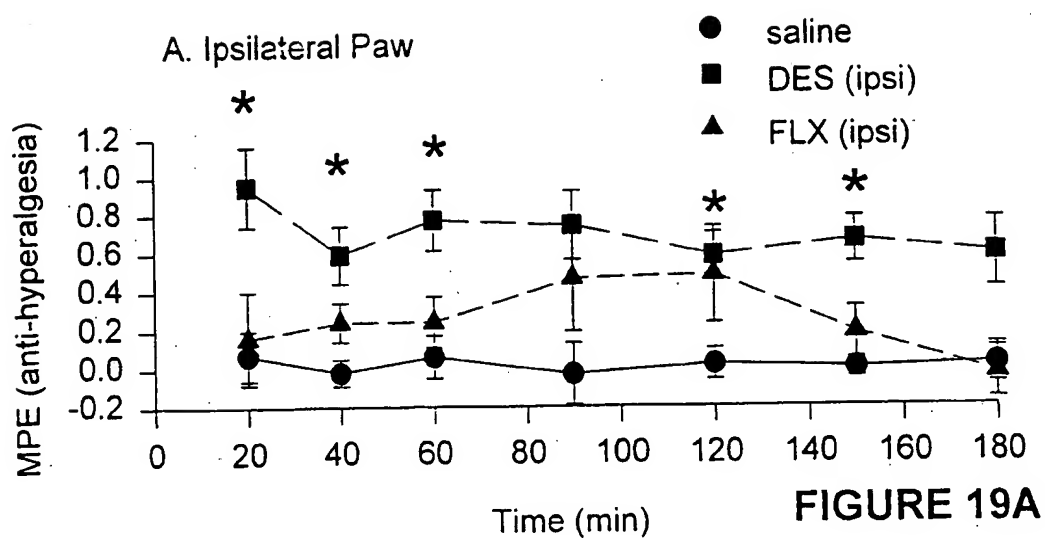 A. Ipsilateral Paw
saline
DES (ipsi)
FLX (ipsi)
* * * * *
MPE (anti-hyperalgesia)
1.2
1.0
0.8
0.6
0.4
0.2
0.0
-0.2
0 20 40 60 80 100 120 140 160 180
Time (min)
FIGURE 19A